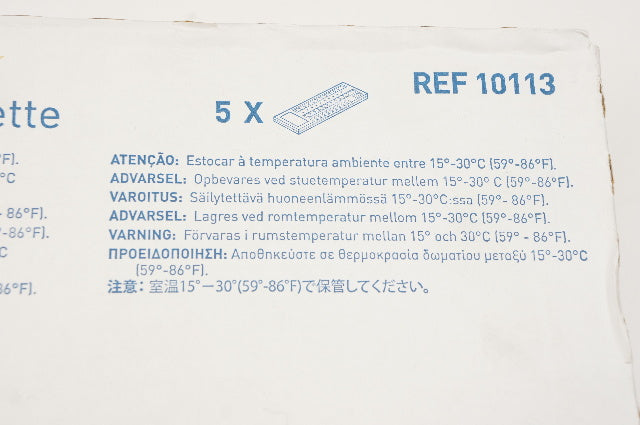 REF 10113
5 X
ette
F).
°C
ATENÇÃO: Estocar à temperatura ambiente entre 15°-30°C (59°-86°F).
ADVARSEL: Opbevares ved stuetemperatur mellem 15°-30° C (59°-86°F).
VAROITUS: Säilytettävä huoneenlämmössä 15°-30°C:ssa (59°- 86°F).
- 86°F).
ADVARSEL: Lagres ved romtemperatur mellom 15°-30°C (59°-86°F).
-86°F).
VARNING: Förvaras i rumstemperatur mellan 15° och 30°C (59° - 86°F).
C
ΠΡΟΕΙΔΟΠΟΙΗΣΗ: Αποθηκεύστε σε θερμοκρασία δωματίου μεταξύ 15°-30°C
(59°-86°F).
86°F).
注意: 室温15°ー30°(59°-86°F)で保管してください。